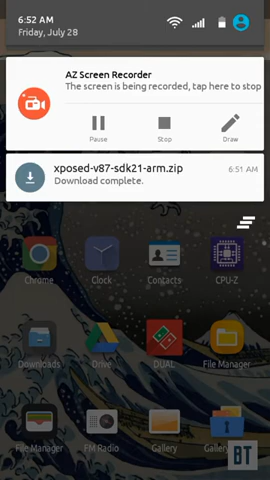 6:52 AM
Friday, July 28
AZ Screen Recorder
The screen is being recorded, tap here to stop
Pause
Stop
Draw
xposed-v87-sdk21-arm.zip
6:51 AM
Download complete.
Chrome
Clock
Contacts
CPU-Z
Downloads
Drive
DUAL
File Manager
File Manager
FM Radio
Gallery
Gallery
BT